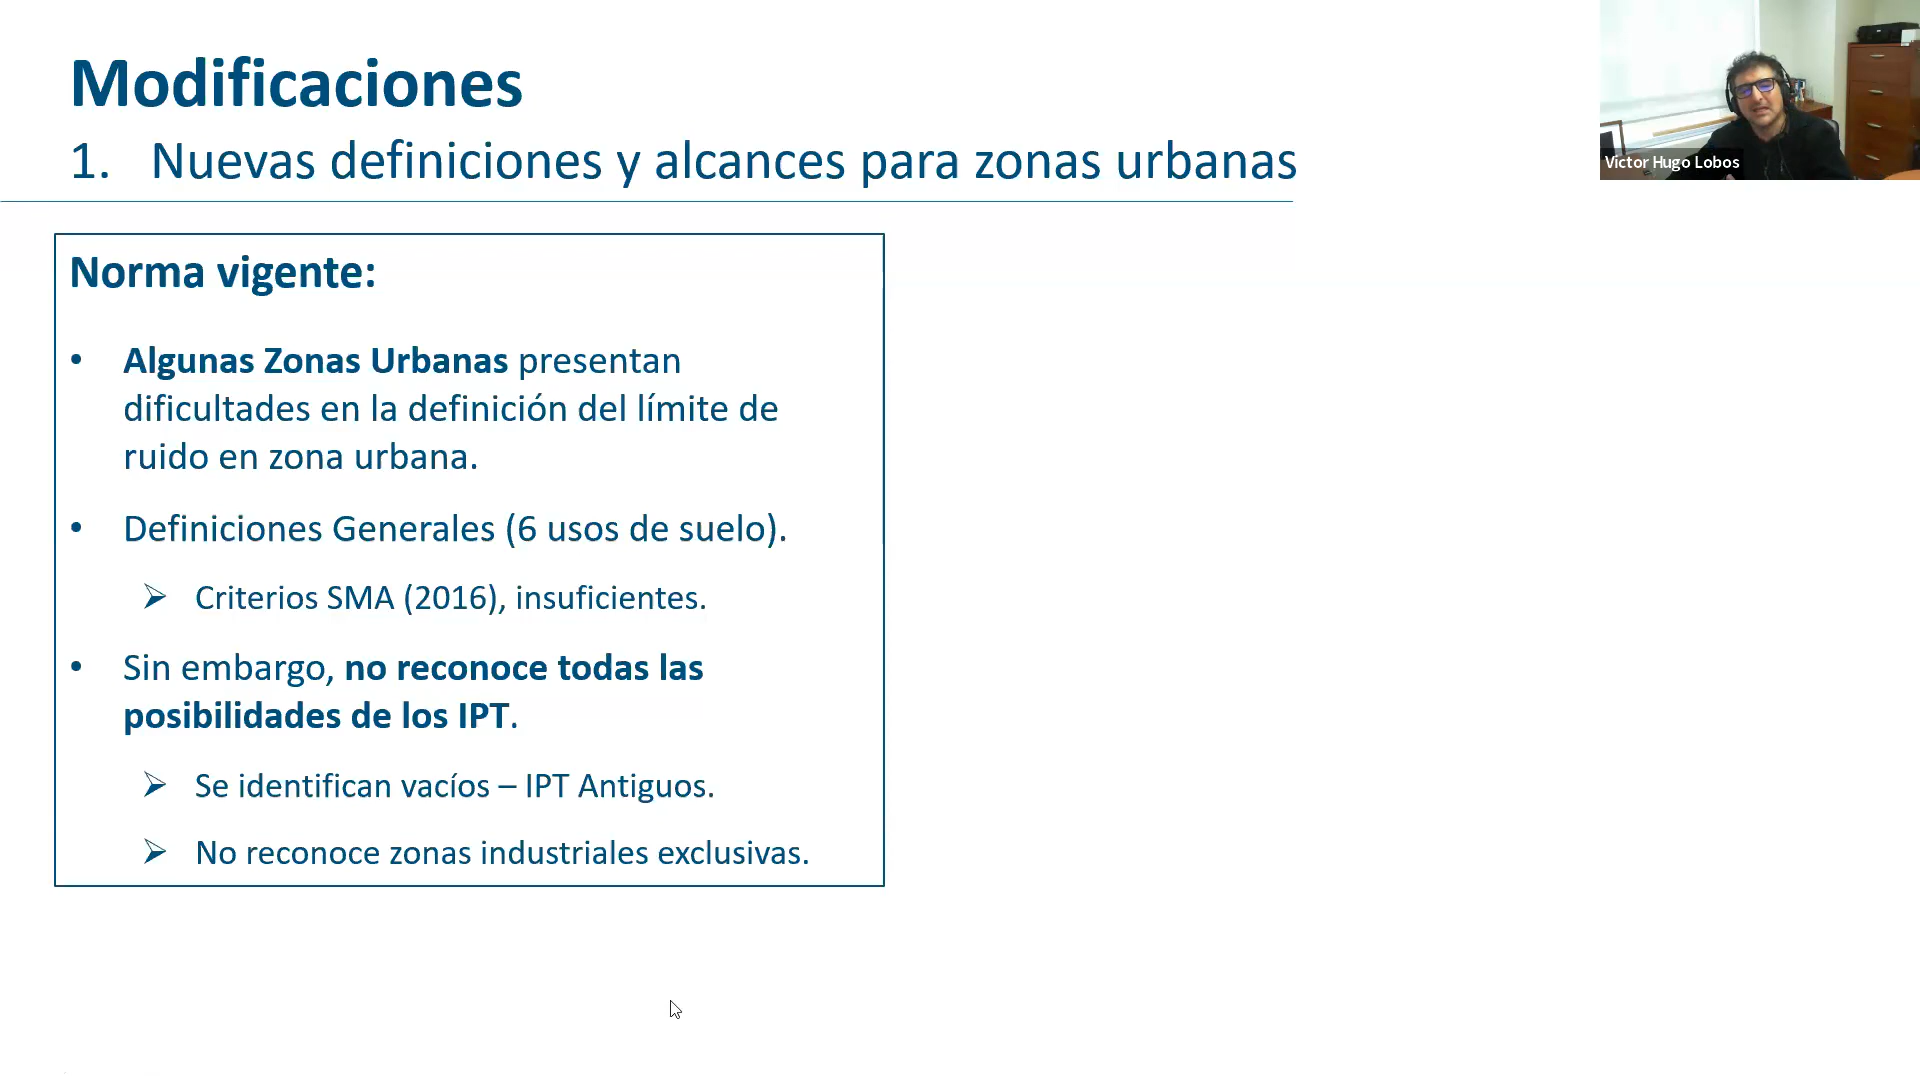 Modificaciones
1. Nuevas definiciones y alcances para zonas urbanas
Victor Hugo Lobos
Norma vigente:
• Algunas Zonas Urbanas presentan
dificultades en la definición del límite de
ruido en zona urbana.
• Definiciones Generales (6 usos de suelo).
➢ Criterios SMA (2016), insuficientes.
• Sin embargo, no reconoce todas las
posibilidades de los IPT.
➢ Se identifican vacíos – IPT Antiguos.
➢ No reconoce zonas industriales exclusivas.